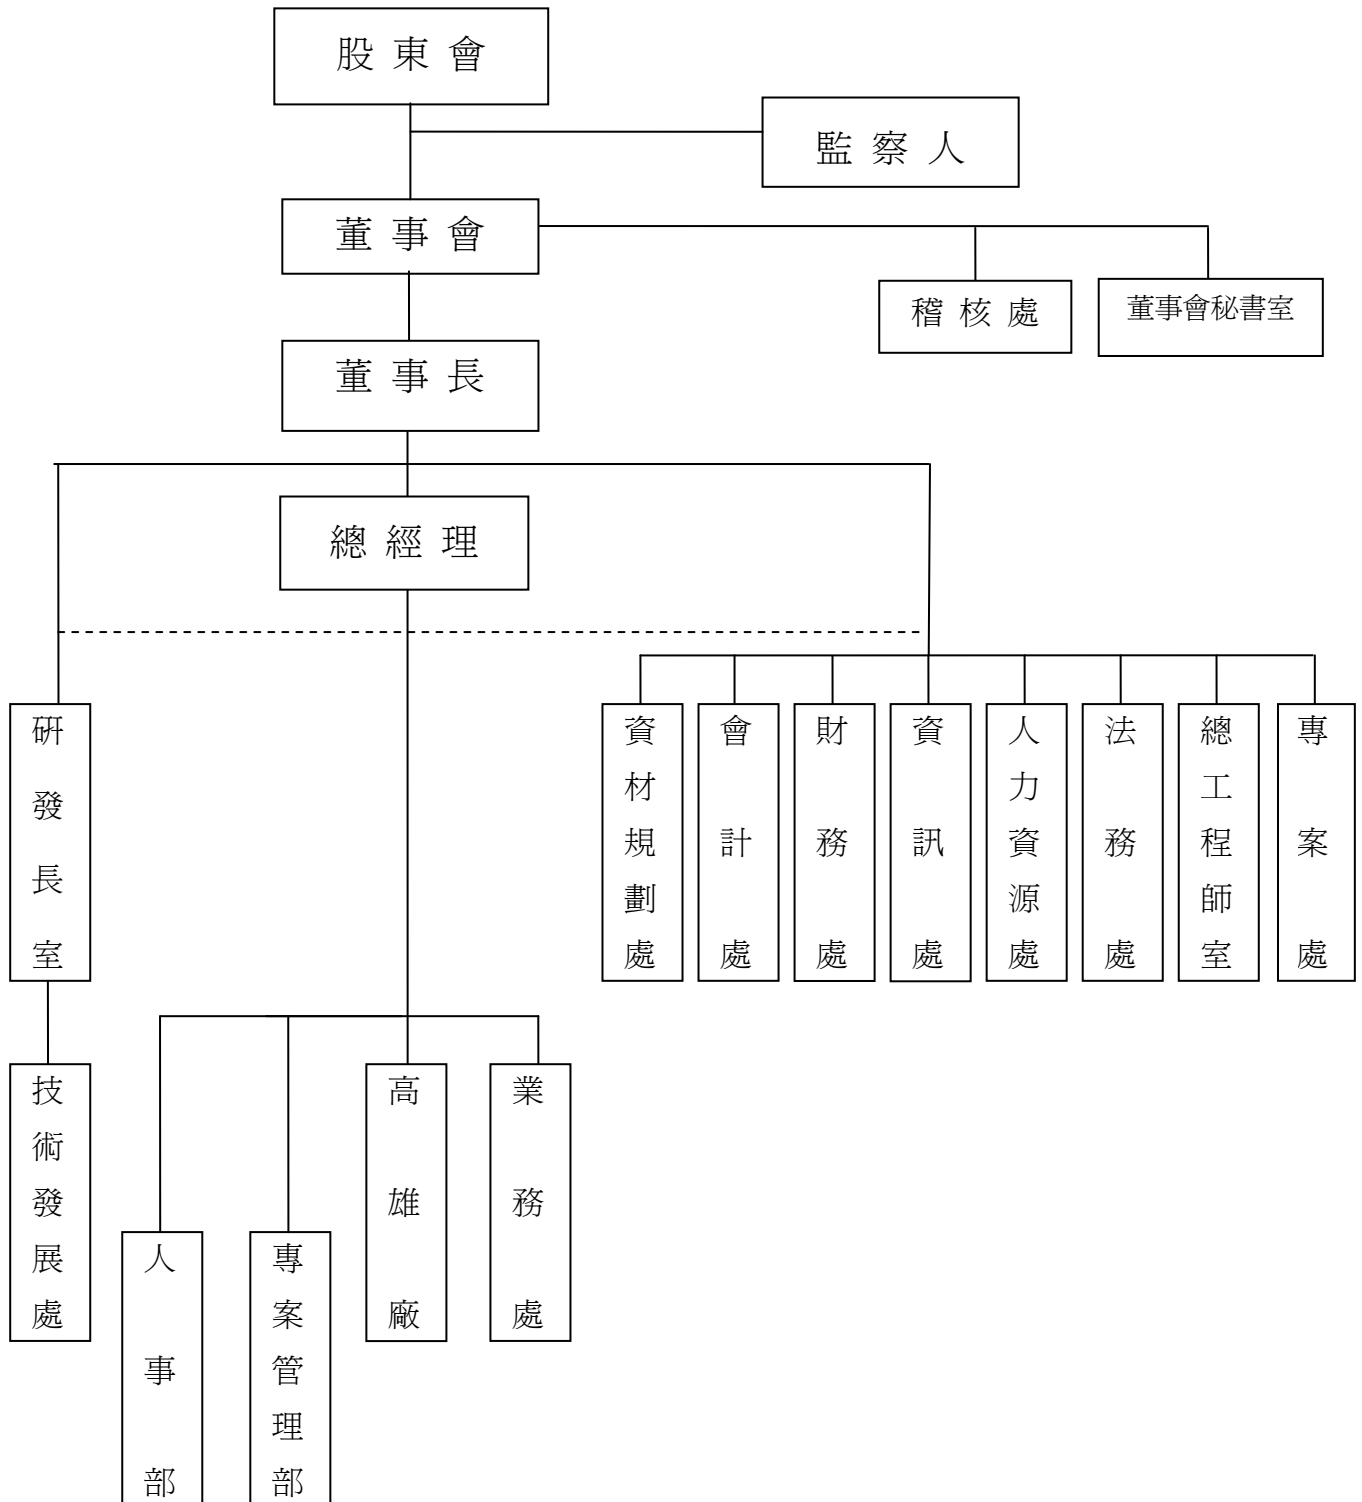 股東會
監察人
董事會
稽核處
董事會秘書室
董事長
總經理
研發長室
資材規劃處
會計處
財務處
資訊處
人力資源處
法務處
總工程師室
專案處
技術發展處
人事部
專案管理部
高雄廠
業務處